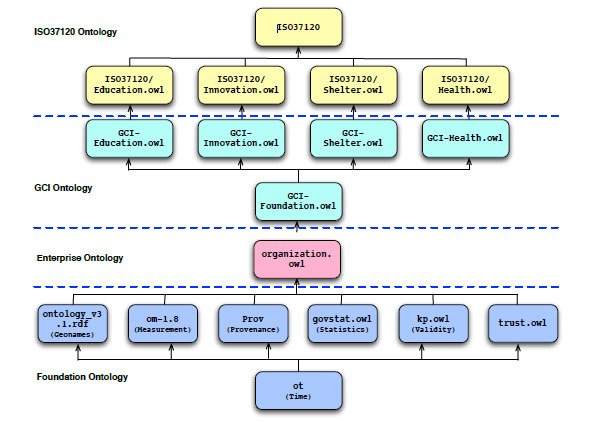 ISO37120 Ontology
ISO37120
ISO37120/
Education.owl
ISO37120/
Innovation.owl
ISO37120/
Shelter.owl
ISO37120/
Health.owl
GCI-
Education.owl
GCI-
Innovation.owl
GCI-
Shelter.owl
GCI-Health.owl
GCI Ontology
GCI-
Foundation.owl
Enterprise Ontology
organization.
owl
ontology_v3
.1.rdf
(Geonames)
om-1.8
(Measurement)
Prov
(Provenance)
govstat.owl
(Statistics)
kp.owl
(Validity)
trust.owl
Foundation Ontology
ot
(Time)